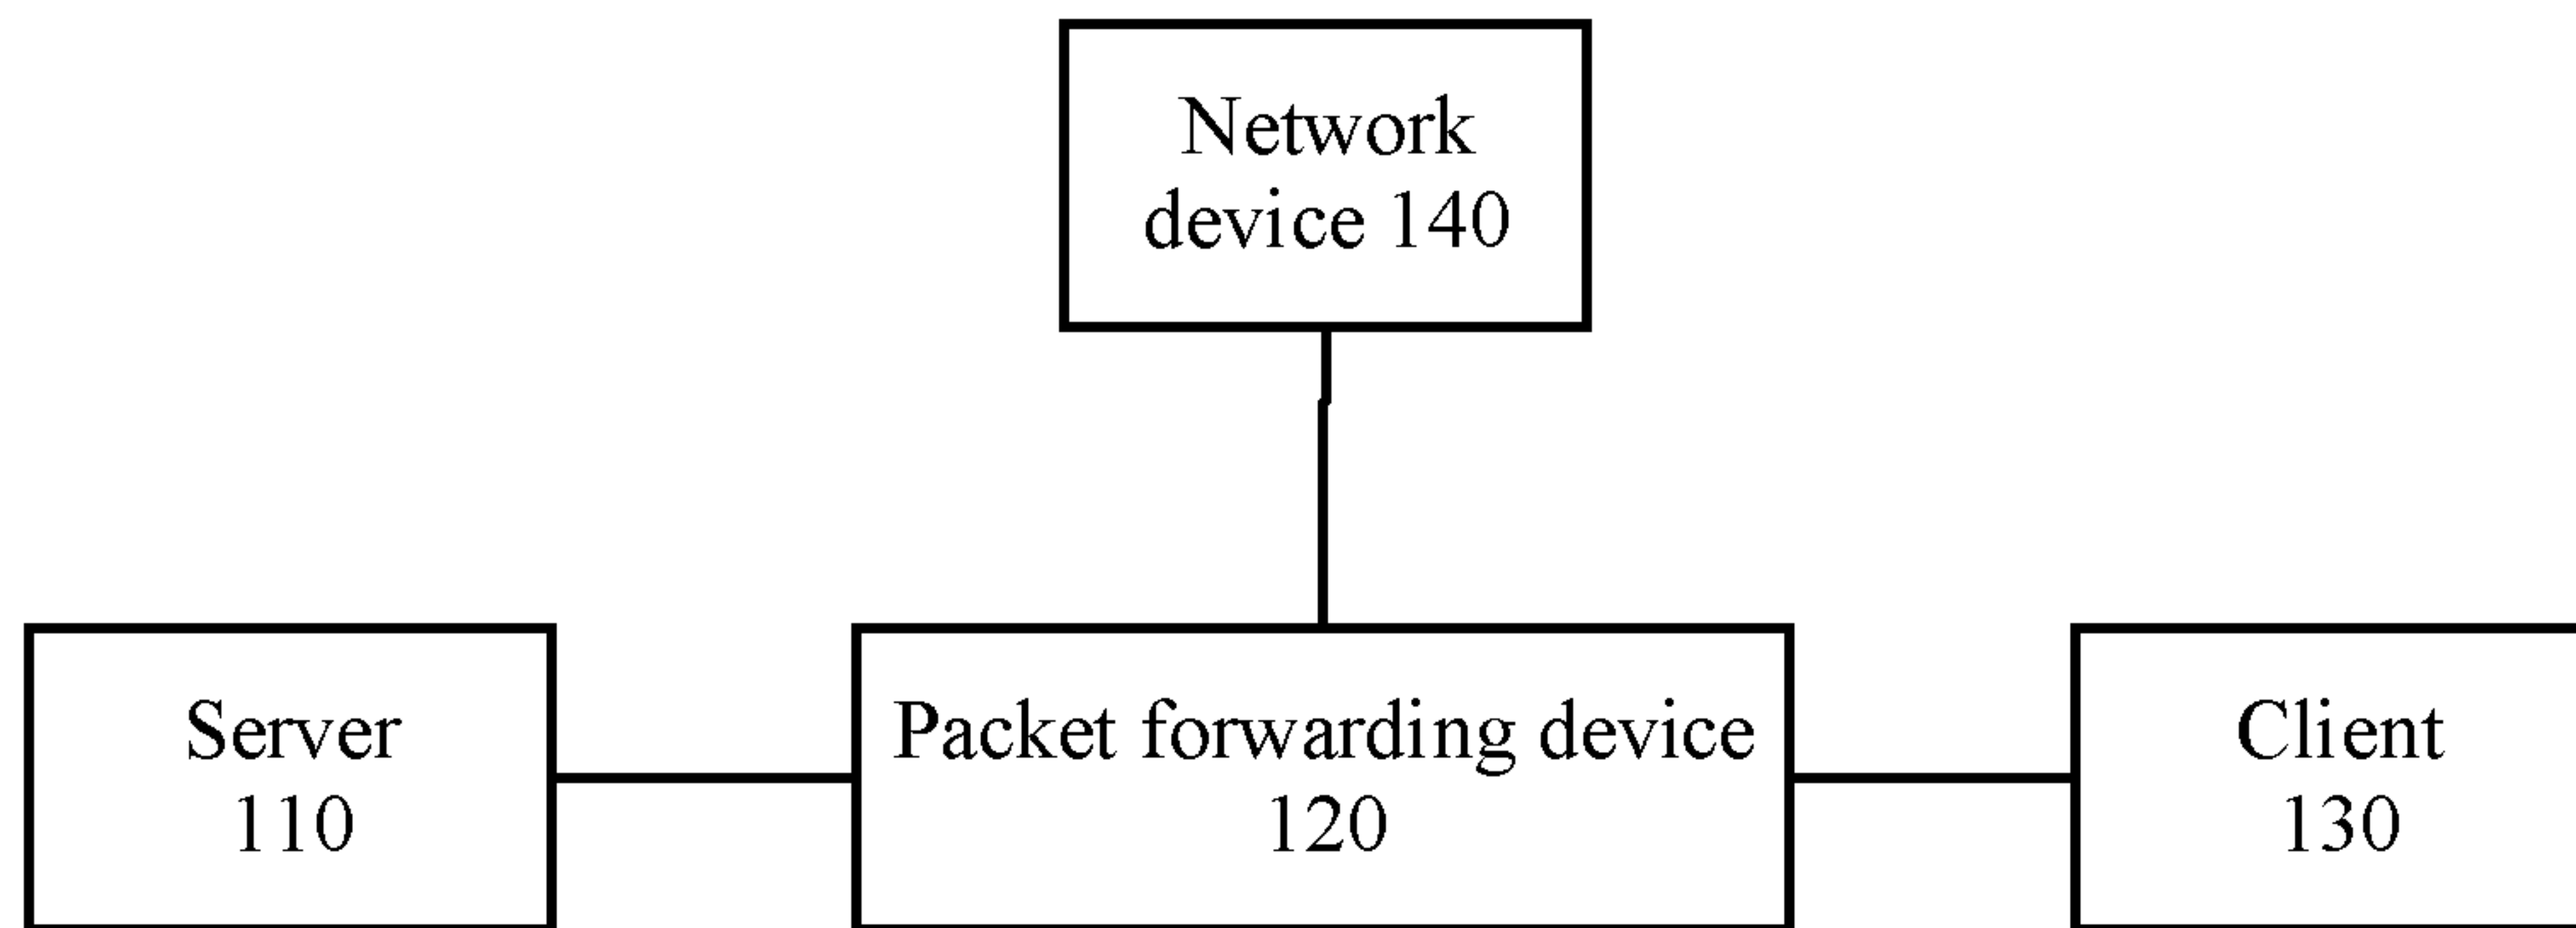 Network
device 140
Server
110
Packet forwarding device
120
Client
130